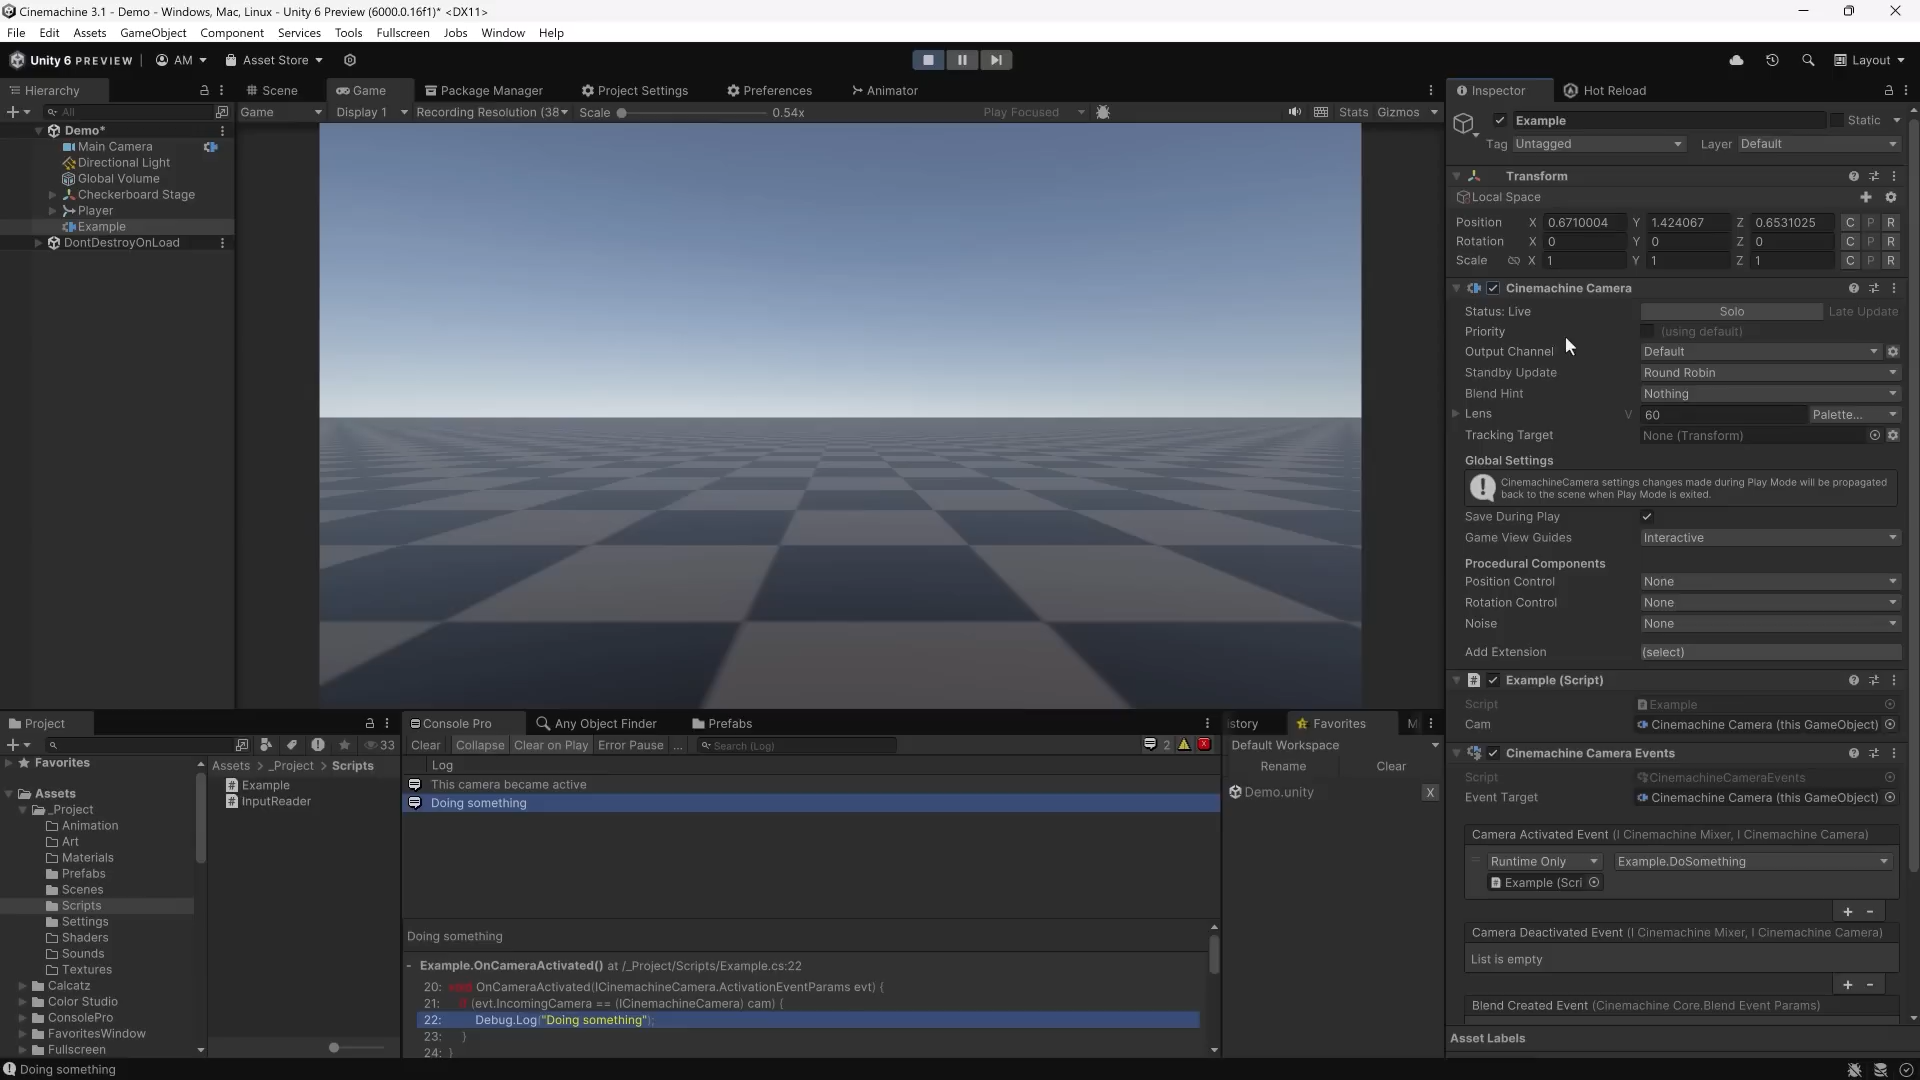 Cinemachine 3.1 - Demo - Windows, Mac, Linux - Unity 6 Preview (6000.0.16f1)* <DX11>
File Edit Assets GameObject Component Services Tools Fullscreen Jobs Window Help
Unity 6 PREVIEW AM Asset Store Layout
Hierarchy Scene Game Package Manager Project Settings Preferences Animator Inspector Hot Reload
All Game Display 1 Recording Resolution (38 Scale 0.54x Play Focused Stats Gizmos
Demo*
Main Camera
Directional Light
Global Volume
Checkerboard Stage
Player
Example
DontDestroyOnLoad
Example Static
Tag Untagged Layer Default
Transform
Local Space
Position X 0.6710004 Y 1.424067 Z 0.6531025 C P R
Rotation X 0 Y 0 Z 0 C P R
Scale X 1 Y 1 Z 1 C P R
Cinemachine Camera
Status: Live Solo Late Update
Priority (using default)
Output Channel Default
Standby Update Round Robin
Blend Hint Nothing
Lens V 60 Palette...
Tracking Target None (Transform)
Global Settings
CinemachineCamera settings changes made during Play Mode will be propagated
back to the scene when Play Mode is exited.
Save During Play
Game View Guides Interactive
Procedural Components
Position Control None
Rotation Control None
Noise None
Add Extension (select)
Example (Script)
Script Example
Cam Cinemachine Camera (this GameObject)
Cinemachine Camera Events
Script CinemachineCameraEvents
Event Target Cinemachine Camera (this GameObject)
Camera Activated Event (I Cinemachine Mixer, I Cinemachine Camera)
Runtime Only Example.DoSomething
Example (Scri
+ -
Camera Deactivated Event (I Cinemachine Mixer, I Cinemachine Camera)
List is empty
+ -
Blend Created Event (Cinemachine Core.Blend Event Params)
Asset Labels
Project
33
Favorites
Assets
_Project
Animation
Art
Materials
Prefabs
Scenes
Scripts
Settings
Shaders
Sounds
Textures
Calcatz
Color Studio
ConsolePro
FavoritesWindow
Fullscreen
Assets > _Project > Scripts
Example
InputReader
Console Pro Any Object Finder Prefabs
Clear Collapse Clear on Play Error Pause ... Search (Log) 2
Log
This camera became active
Doing something
Doing something
- Example.OnCameraActivated() at /_Project/Scripts/Example.cs:22
20: OnCameraActivated(ICinemachineCamera.ActivationEventParams evt) {
21: (evt.IncomingCamera == (ICinemachineCamera) cam) {
22: Debug.Log("Doing something");
23: }
24: }
istory Favorites M
Default Workspace
Rename Clear
Demo.unity X
Doing something